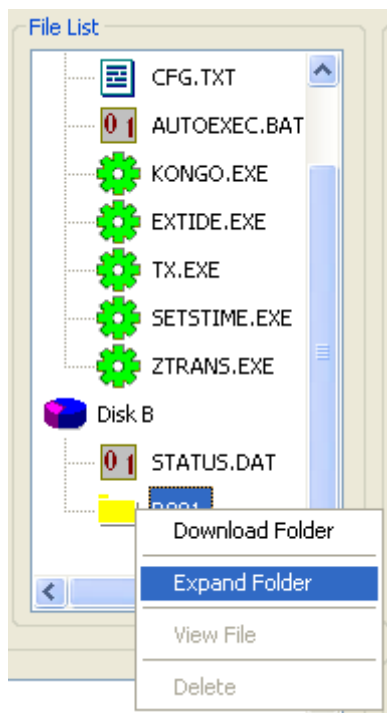 File List
CFG.TXT
AUTOEXEC.BAT
KONGO.EXE
EXTIDE.EXE
TX.EXE
SETSTIME.EXE
ZTRANS.EXE
Disk B
STATUS.DAT
Download Folder
Expand Folder
View File
Delete